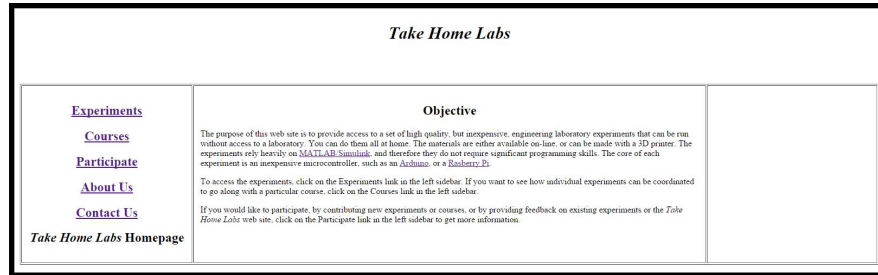 Take Home Labs
Experiments
Courses
Participate
About Us
Contact Us
Take Home Labs Homepage
Objective
The purpose of this web site is to provide access to a set of high quality, but inexpensive, engineering laboratory experiments that can be run
without access to a laboratory. You can do them all at home. The materials are either available on-line, or can be made with a 3D printer. The
experiments rely heavily on MATLAB/Simulink, and therefore they do not require significant programming skills. The core of each
experiment is an inexpensive microcontroller, such as an Arduino, or a Rasberry Pi.
To access the experiments, click on the Experiments link in the left sidebar. If you want to see how individual experiments can be coordinated
to go along with a particular course, click on the Courses link in the left sidebar.
If you would like to participate, by contributing new experiments or courses, or by providing feedback on existing experiments or the Take
Home Labs web site, click on the Participate link in the left sidebar to get more information.